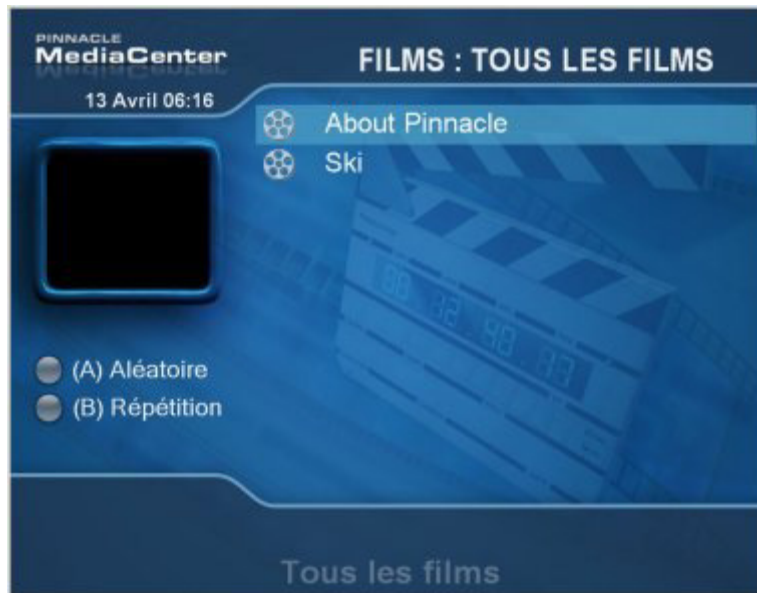 PINNACLE
MediaCenter
FILMS : TOUS LES FILMS
13 Avril 06:16
About Pinnacle
Ski
(A) Aléatoire
(B) Répétition
Tous les films